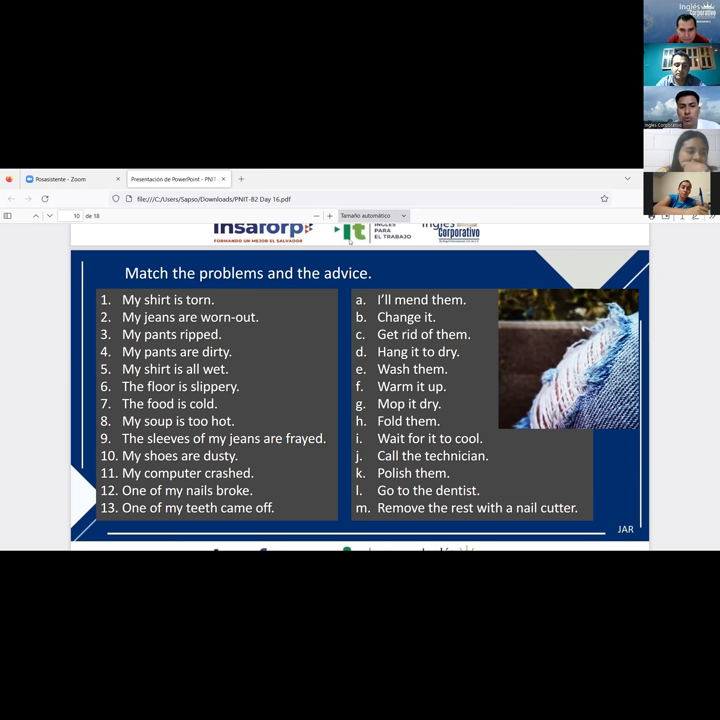 Inglés
Corporativo
Inglés Corporativo
Posasistente - Zoom
Presentación de PowerPoint - PNIT
file:///C:/Users/Sapso/Downloads/PNIT-B2 Day 16.pdf
10 de 18
Tamaño automático
insaforp
FORMANDO UN MEJOR EL SALVADOR
it
INGLÉS
PARA
EL TRABAJO
Inglés
Corporativo
Match the problems and the advice.
1. My shirt is torn.
2. My jeans are worn-out.
3. My pants ripped.
4. My pants are dirty.
5. My shirt is all wet.
6. The floor is slippery.
7. The food is cold.
8. My soup is too hot.
9. The sleeves of my jeans are frayed.
10. My shoes are dusty.
11. My computer crashed.
12. One of my nails broke.
13. One of my teeth came off.
a. I'll mend them.
b. Change it.
c. Get rid of them.
d. Hang it to dry.
e. Wash them.
f. Warm it up.
g. Mop it dry.
h. Fold them.
i. Wait for it to cool.
j. Call the technician.
k. Polish them.
l. Go to the dentist.
m. Remove the rest with a nail cutter.
JAR